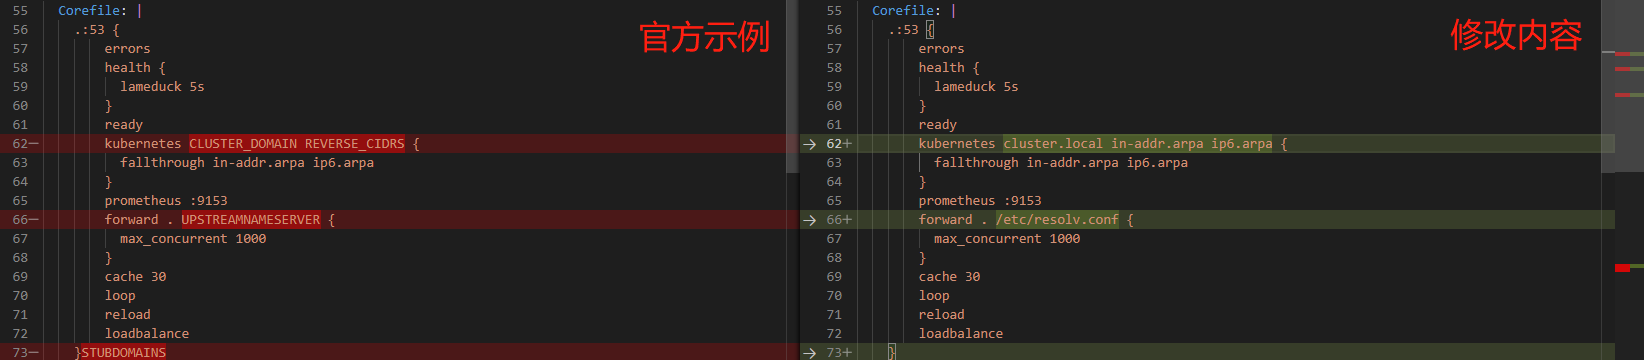 官方示例
55 Corefile: |
56 .:53 {
57 errors
58 health {
59 lameduck 5s
60 }
61 ready
62− kubernetes CLUSTER_DOMAIN REVERSE_CIDRS {
63 fallthrough in-addr.arpa ip6.arpa
64 }
65 prometheus :9153
66− forward . UPSTREAMNAMESERVER {
67 max_concurrent 1000
68 }
69 cache 30
70 loop
71 reload
72 loadbalance
73− }STUBDOMAINS
修改内容
55 Corefile: |
56 .:53 {
57 errors
58 health {
59 lameduck 5s
60 }
61 ready
→ 62+ kubernetes cluster.local in-addr.arpa ip6.arpa {
63 fallthrough in-addr.arpa ip6.arpa
64 }
65 prometheus :9153
→ 66+ forward . /etc/resolv.conf {
67 max_concurrent 1000
68 }
69 cache 30
70 loop
71 reload
72 loadbalance
→ 73+ }